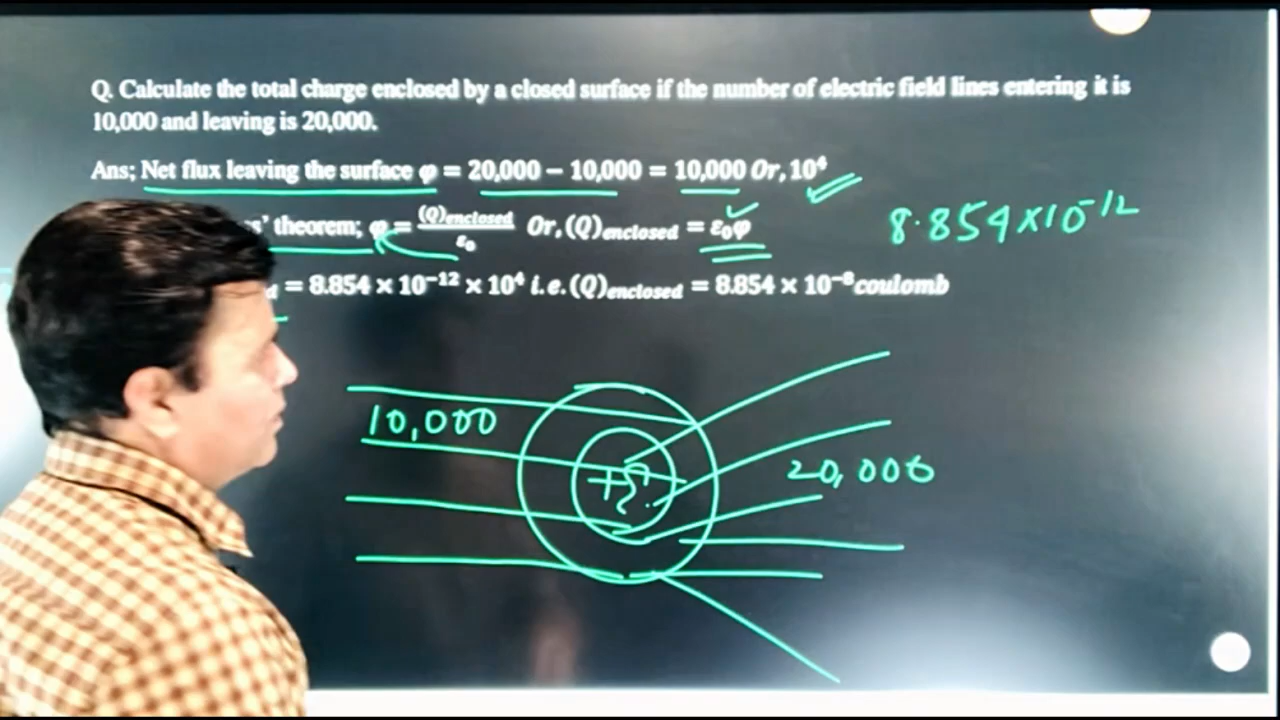 Q. Calculate the total charge enclosed by a closed surface if the number of electric field lines entering it is
10,000 and leaving is 20,000.
Ans; Net flux leaving the surface φ = 20,000 − 10,000 = 10,000 Or, 10⁴
theorem; φ = (Q)enclosed/ε₀ Or, (Q)enclosed = ε₀φ
8.854×10⁻¹²
= 8.854 × 10⁻¹² × 10⁴ i.e. (Q)enclosed = 8.854 × 10⁻⁸ coulomb
10,000
+?
20,000